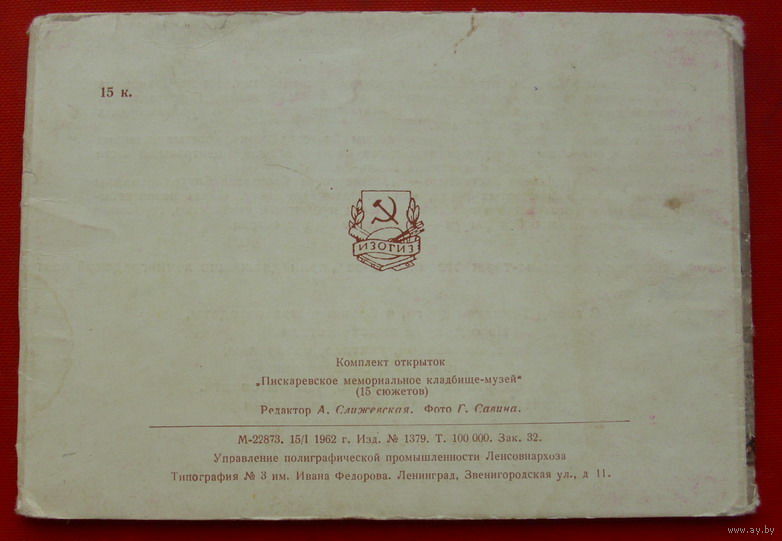 15 к.
ИЗОГИЗ
Комплект открыток
„Пискаревское мемориальное кладбище-музей“
(15 сюжетов)
Редактор А. Слижевская. Фото Г. Савина.
М-22873. 15/I 1962 г. Изд. № 1379. Т. 100 000. Зак. 32.
Управление полиграфической промышленности Ленсовнархоза
Типография № 3 им. Ивана Федорова. Ленинград, Звенигородская ул., д 11.
www.ay.by